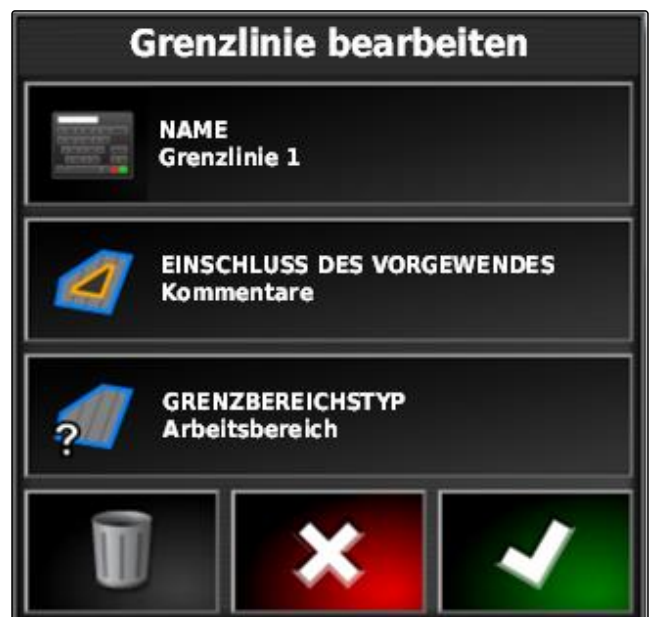 Grenzlinie bearbeiten
NAME
Grenzlinie 1
EINSCHLUSS DES VORGEWENDES
Kommentare
GRENZBEREICHSTYP
Arbeitsbereich
?